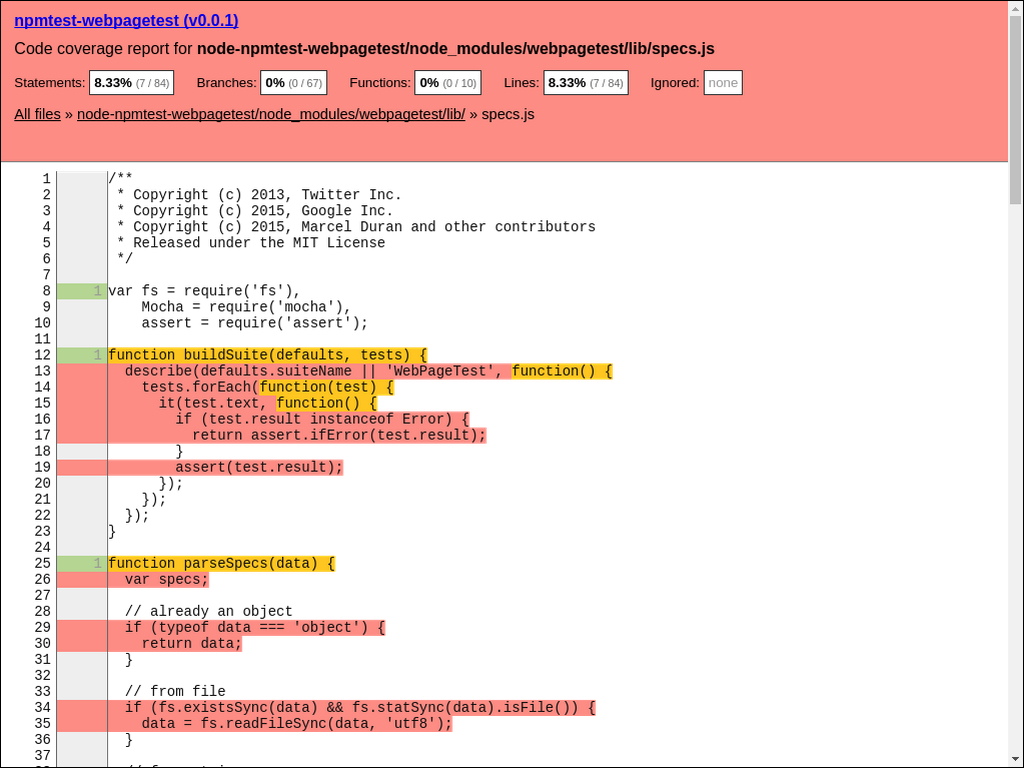 npmtest-webpagetest (v0.0.1)
Code coverage report for node-npmtest-webpagetest/node_modules/webpagetest/lib/specs.js
Statements: 8.33% (7 / 84) Branches: 0% (0 / 67) Functions: 0% (0 / 10) Lines: 8.33% (7 / 84) Ignored: none
All files » node-npmtest-webpagetest/node_modules/webpagetest/lib/ » specs.js
1 /**
2  * Copyright (c) 2013, Twitter Inc.
3  * Copyright (c) 2015, Google Inc.
4  * Copyright (c) 2015, Marcel Duran and other contributors
5  * Released under the MIT License
6  */
7
8 1 var fs = require('fs'),
9     Mocha = require('mocha'),
10     assert = require('assert');
11
12 1 function buildSuite(defaults, tests) {
13   describe(defaults.suiteName || 'WebPageTest', function() {
14     tests.forEach(function(test) {
15       it(test.text, function() {
16         if (test.result instanceof Error) {
17           return assert.ifError(test.result);
18         }
19         assert(test.result);
20       });
21     });
22   });
23 }
24
25 1 function parseSpecs(data) {
26   var specs;
27
28   // already an object
29   if (typeof data === 'object') {
30     return data;
31   }
32
33   // from file
34   if (fs.existsSync(data) && fs.statSync(data).isFile()) {
35     data = fs.readFileSync(data, 'utf8');
36   }
37